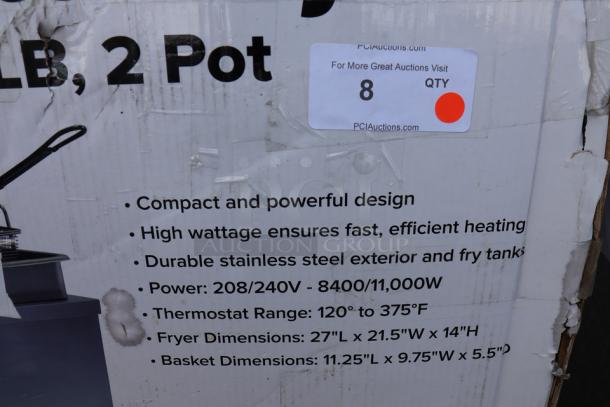 LB, 2 Pot
PCIAuctions.com
For More Great Auctions Visit
8 QTY
PCIAuctions.com
• Compact and powerful design
• High wattage ensures fast, efficient heating
AUCTION GROUP
• Durable stainless steel exterior and fry tanks
• Power: 208/240V - 8400/11,000W
• Thermostat Range: 120° to 375°F
• Fryer Dimensions: 27"L x 21.5"W x 14"H
• Basket Dimensions: 11.25"L x 9.75"W x 5.5"D